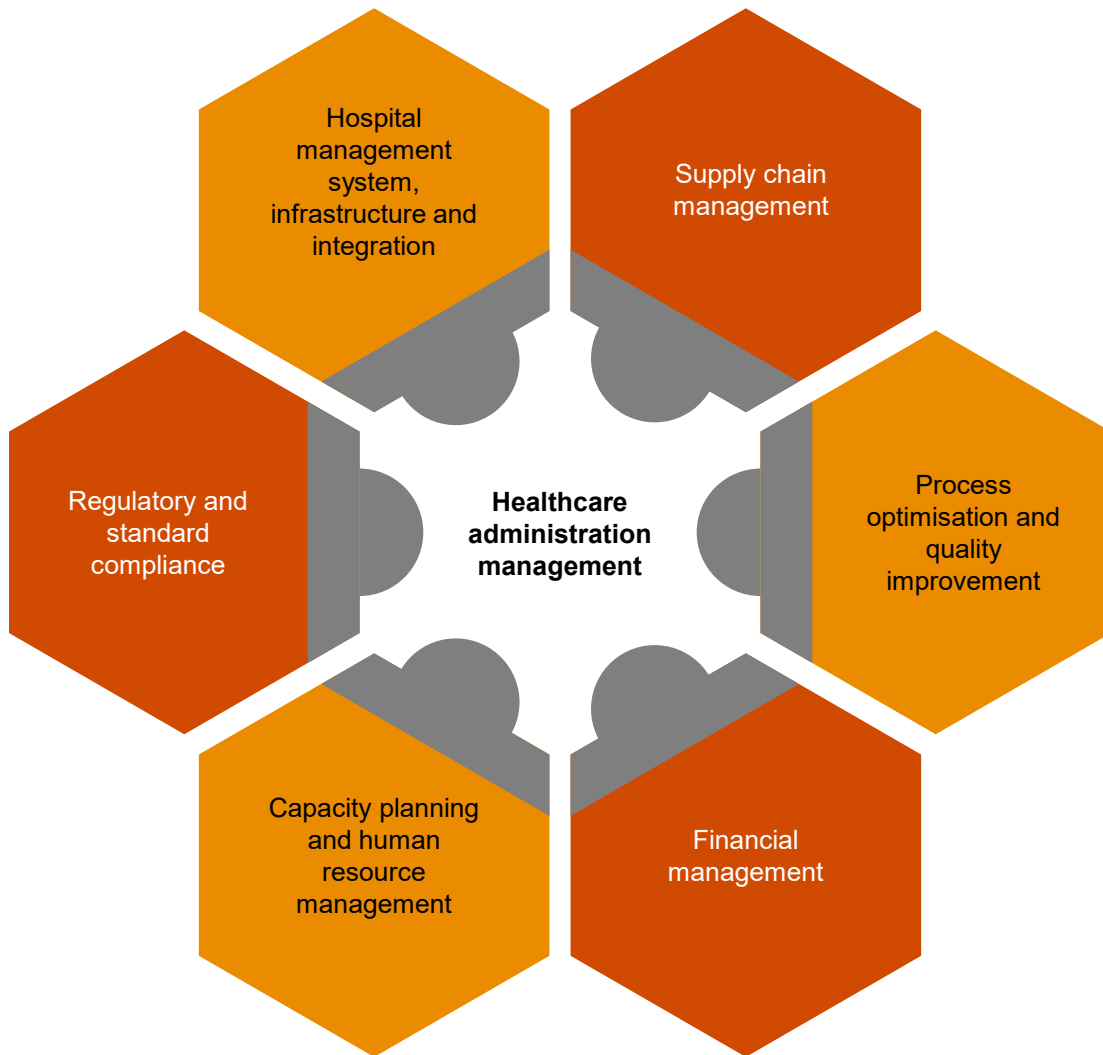 Hospital
management
system,
infrastructure and
integration
Supply chain
management
Regulatory and
standard
compliance
Healthcare
administration
management
Process
optimisation and
quality
improvement
Capacity planning
and human
resource
management
Financial
management